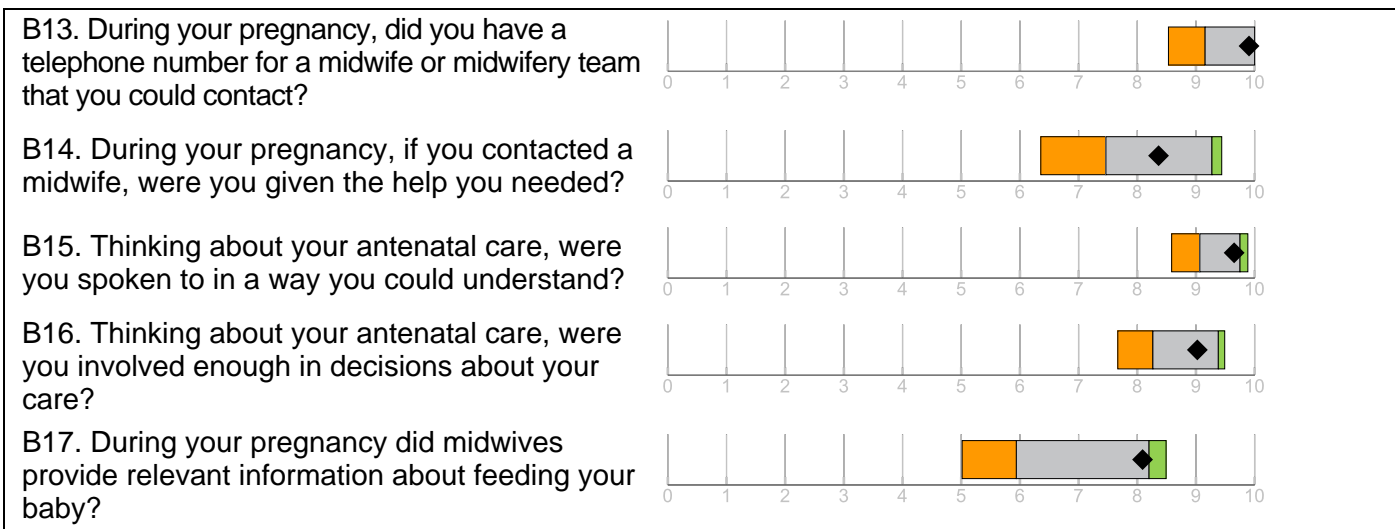 B13. During your pregnancy, did you have a
telephone number for a midwife or midwifery team
that you could contact?
0 1 2 3 4 5 6 7 8 9 10
B14. During your pregnancy, if you contacted a
midwife, were you given the help you needed?
0 1 2 3 4 5 6 7 8 9 10
B15. Thinking about your antenatal care, were
you spoken to in a way you could understand?
0 1 2 3 4 5 6 7 8 9 10
B16. Thinking about your antenatal care, were
you involved enough in decisions about your
care?
0 1 2 3 4 5 6 7 8 9 10
B17. During your pregnancy did midwives
provide relevant information about feeding your
baby?
0 1 2 3 4 5 6 7 8 9 10